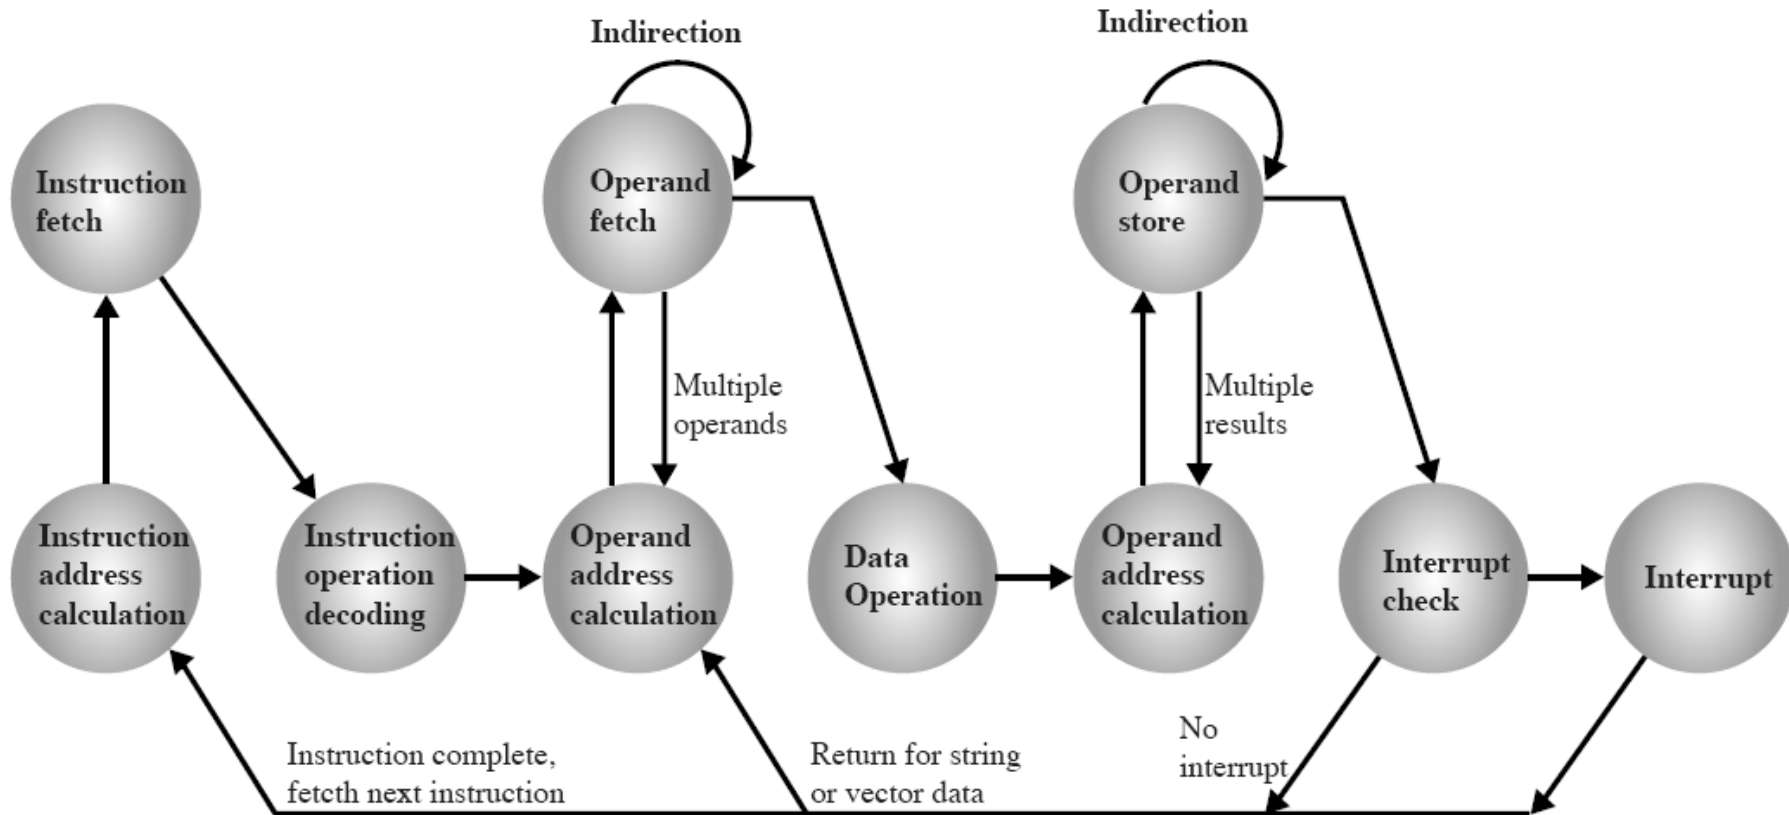 Indirection
Indirection
Instruction
fetch
Operand
fetch
Operand
store
Multiple
operands
Multiple
results
Instruction
address
calculation
Instruction
operation
decoding
Operand
address
calculation
Data
Operation
Operand
address
calculation
Interrupt
check
Interrupt
Instruction complete,
fetcth next instruction
Return for string
or vector data
No
interrupt